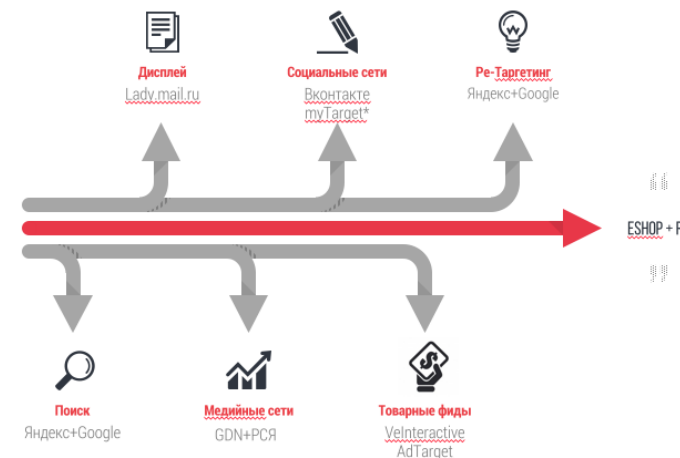 Дисплей
Lady.mail.ru
Социальные сети
Вконтакте
myTarget*
Ре-Таргетинг
Яндекс+Google
“
ESHOP + F
”
Поиск
Яндекс+Google
Медийные сети
GDN+РСЯ
Товарные фиды
VeInteractive
AdTarget